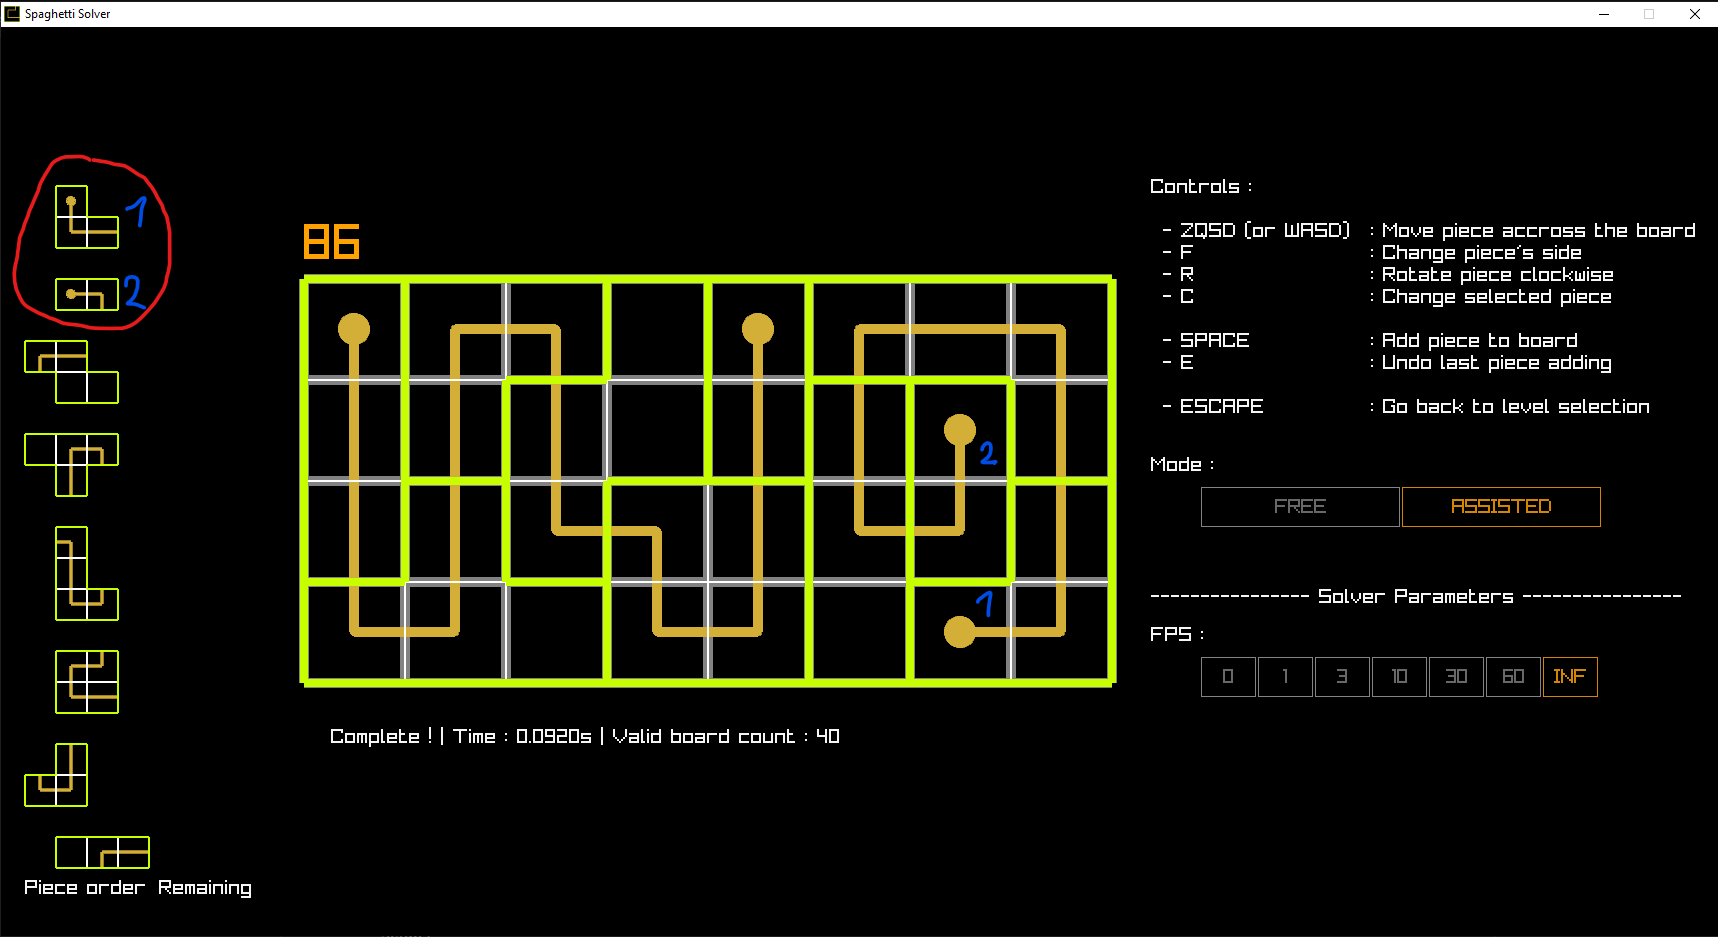 Spaghetti Solver
1
2
86
Controls :
- ZQSD (or WASD) : Move piece accross the board
- F : Change piece's side
- R : Rotate piece clockwise
- C : Change selected piece
- SPACE : Add piece to board
- E : Undo last piece adding
- ESCAPE : Go back to level selection
2
Mode :
FREE ASSISTED
1
---------------- Solver Parameters ----------------
FPS :
0 1 3 10 30 60 INF
Complete ! | Time : 0.0920s | Valid board count : 40
Piece order Remaining